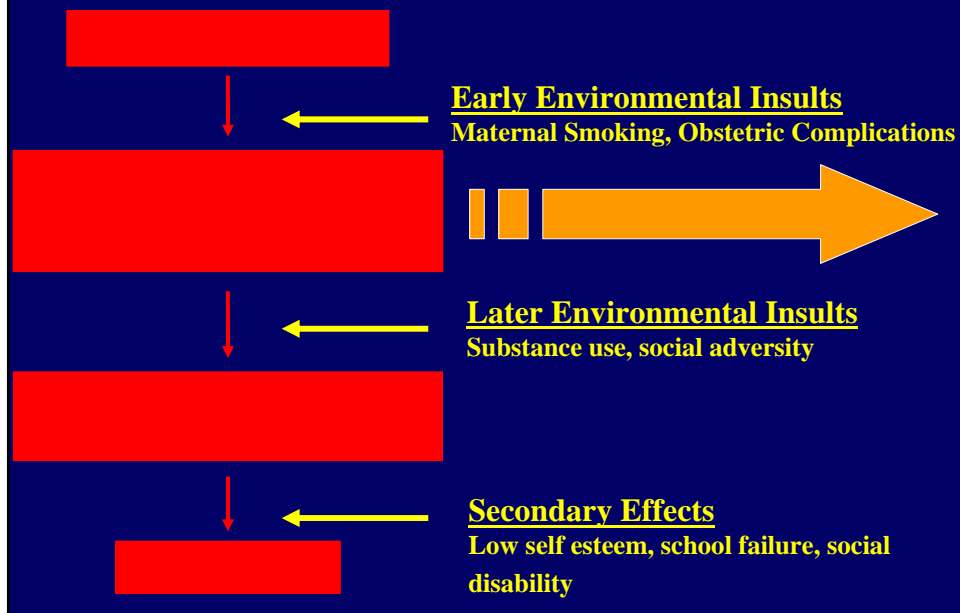 Early Environmental Insults
Maternal Smoking, Obstetric Complications
Later Environmental Insults
Substance use, social adversity
Secondary Effects
Low self esteem, school failure, social
disability